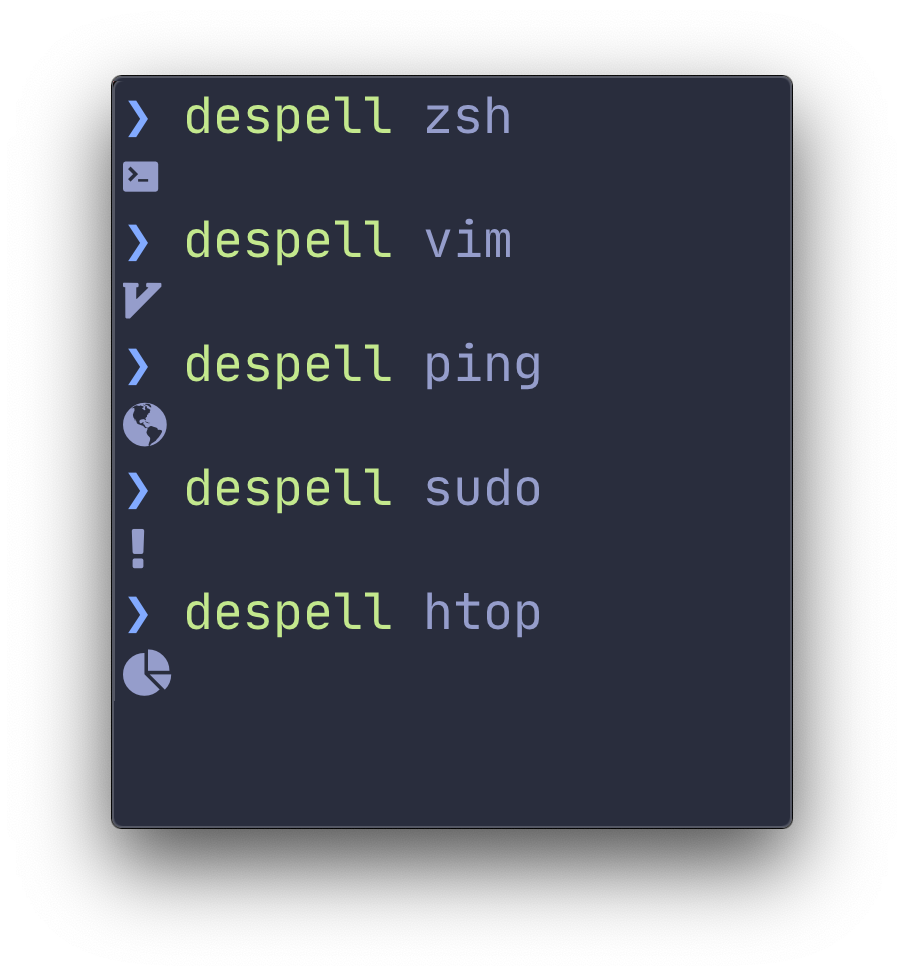 ❯ despell zsh
❯ despell vim
❯ despell ping
❯ despell sudo
!
❯ despell htop